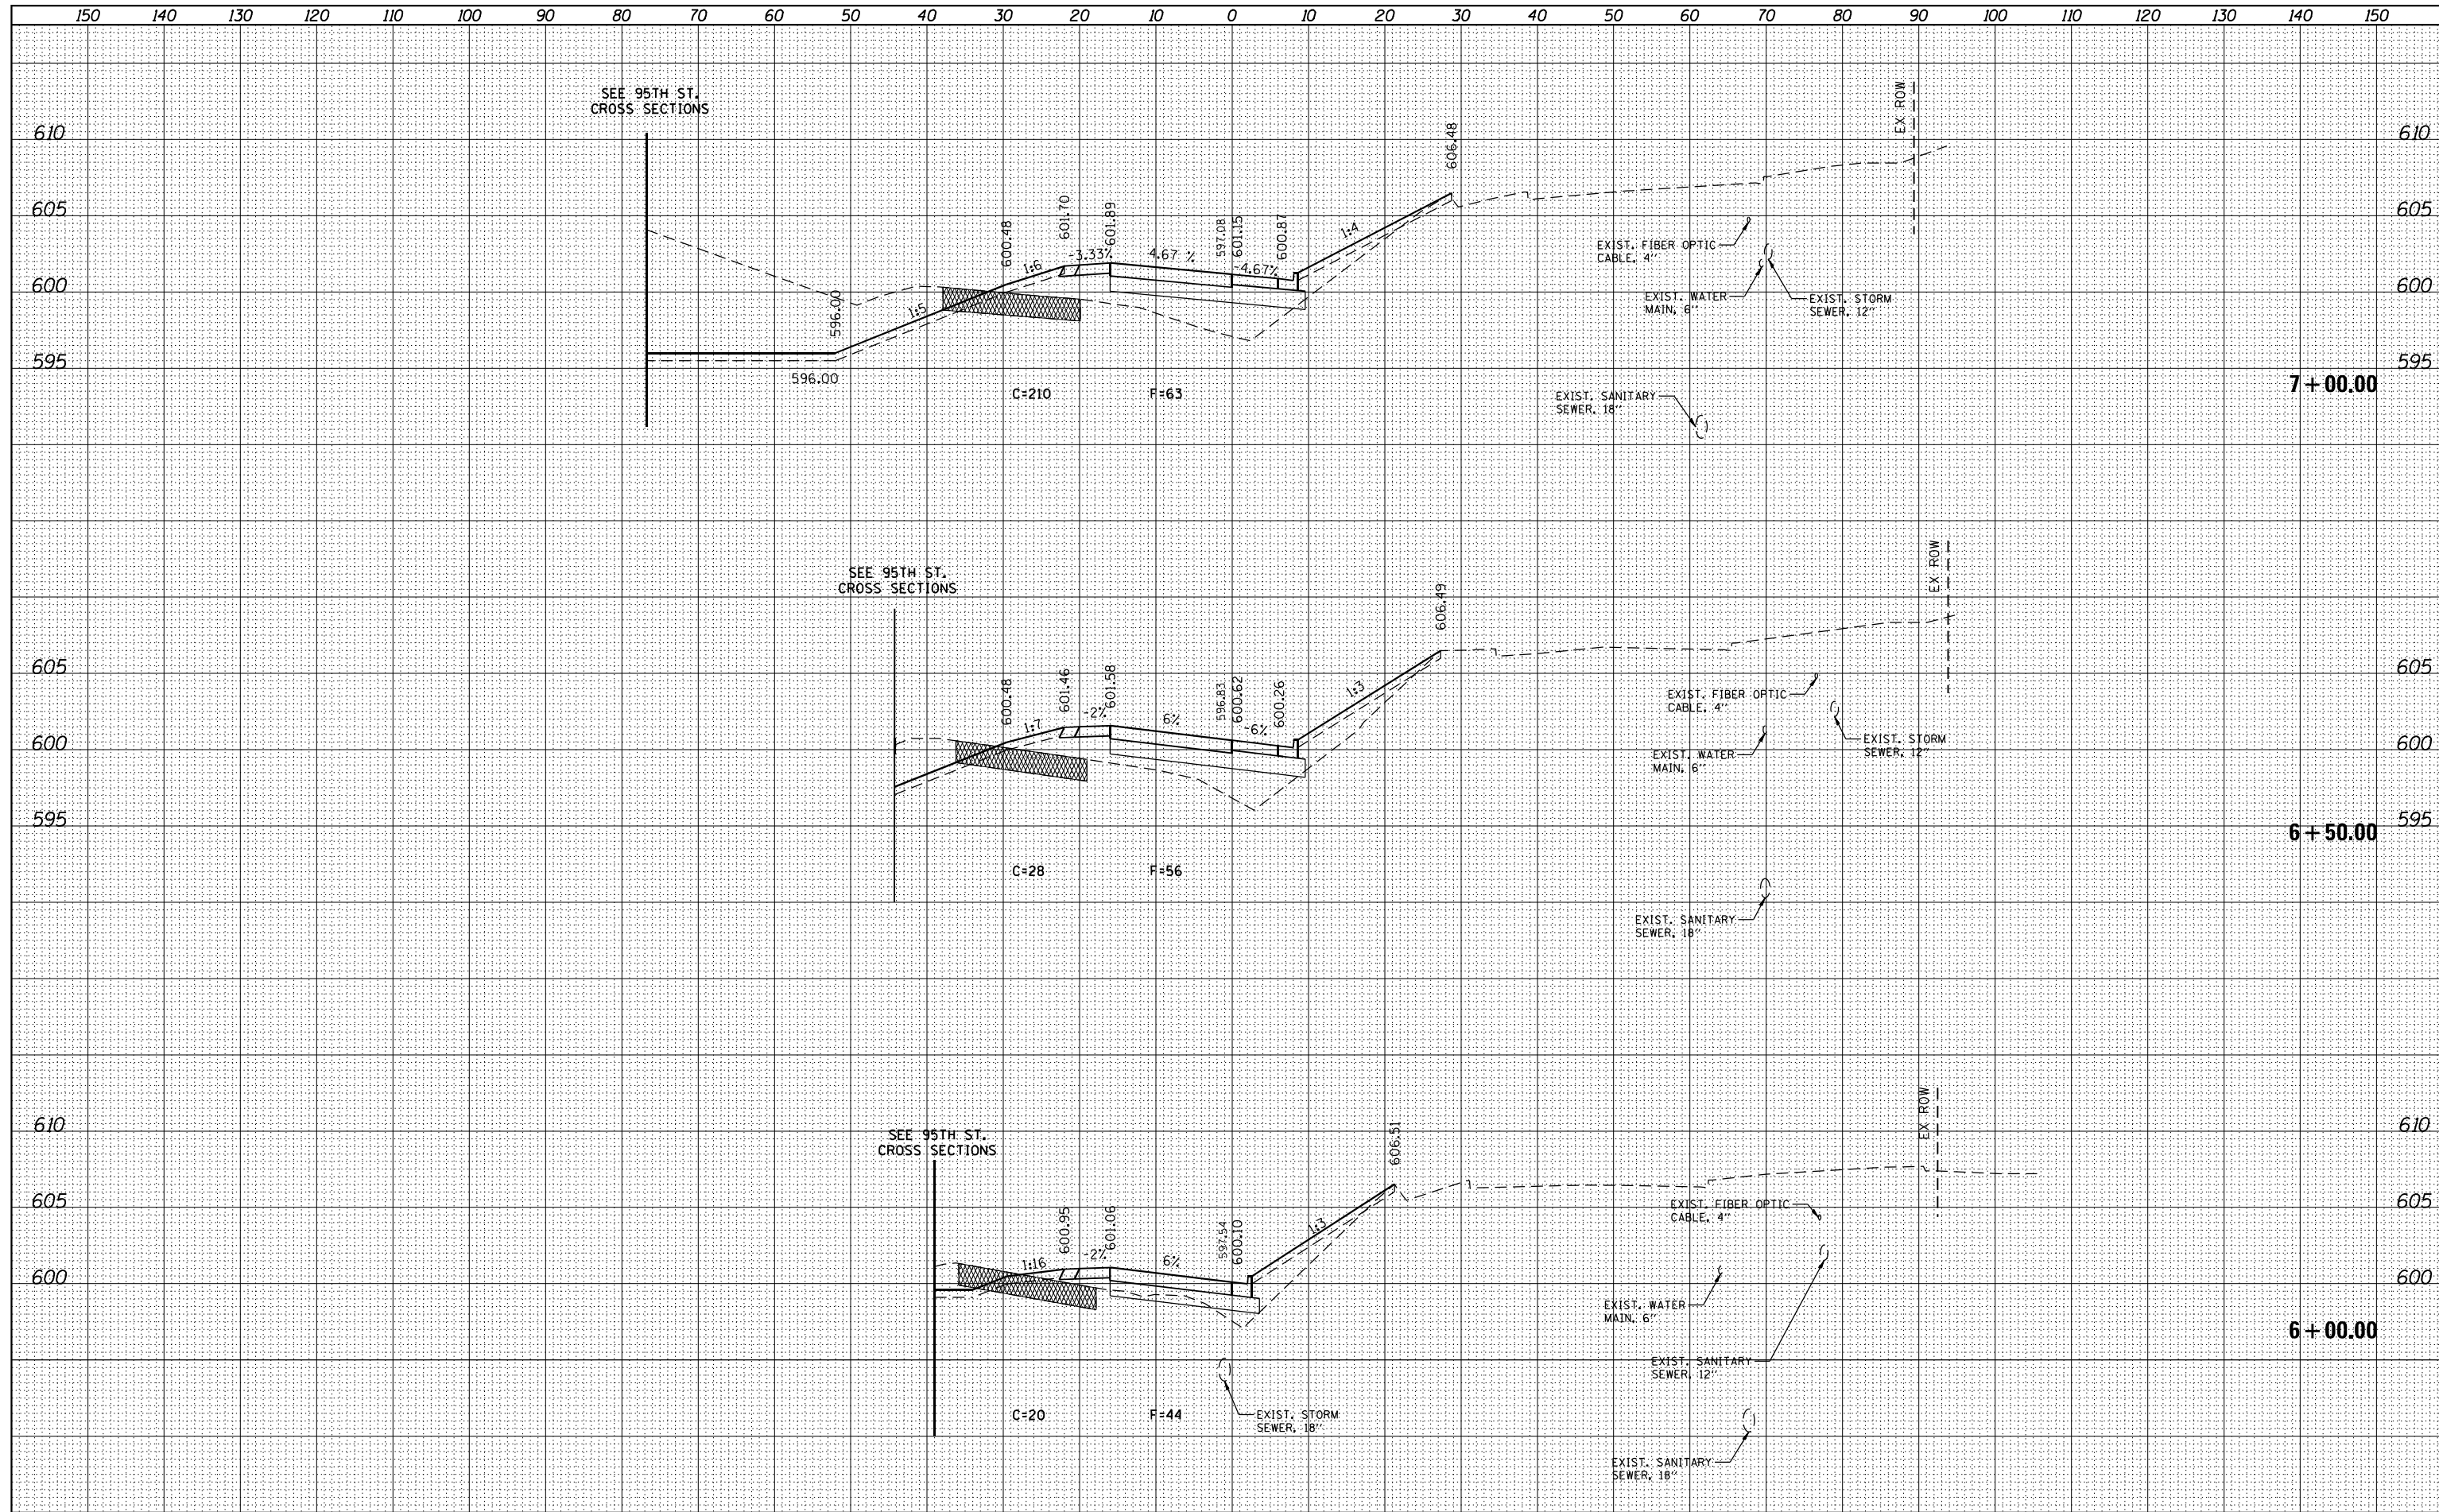 150 140 130 120 110 100 90 80 70 60 50 40 30 20 10 0 10 20 30 40 50 60 70 80 90 100 110 120 130 140 150
SEE 95TH ST.
CROSS SECTIONS
EX ROW
610 610
606.48
605 605
600.48
601.70
601.89
597.08
601.15
600.87
1:6
-3.33%
4.67 %
-4.67%
1:4
EXIST. FIBER OPTIC
CABLE, 4"
600 600
596.00
1:5
EXIST. WATER
MAIN, 6"
EXIST. STORM
SEWER, 12"
595 595
596.00
C=210
F=63
7+00.00
EXIST. SANITARY
SEWER, 18"
SEE 95TH ST.
CROSS SECTIONS
EX ROW
606.49
605 605
600.48
601.46
601.58
596.83
600.62
600.26
1:7
-2%
6%
-6%
1:3
EXIST. FIBER OPTIC
CABLE, 4"
600 600
EXIST. WATER
MAIN, 6"
EXIST. STORM
SEWER, 12"
595 595
6+50.00
C=28
F=56
EXIST. SANITARY
SEWER, 18"
610 610
SEE 95TH ST.
CROSS SECTIONS
EX ROW
606.51
605 605
600.95
601.06
597.54
600.10
1:16
-2%
6%
1:3
EXIST. FIBER OPTIC
CABLE, 4"
600 600
EXIST. WATER
MAIN, 6"
6+00.00
EXIST. SANITARY
SEWER, 12"
C=20
F=44
EXIST. STORM
SEWER, 18"
EXIST. SANITARY
SEWER, 18"